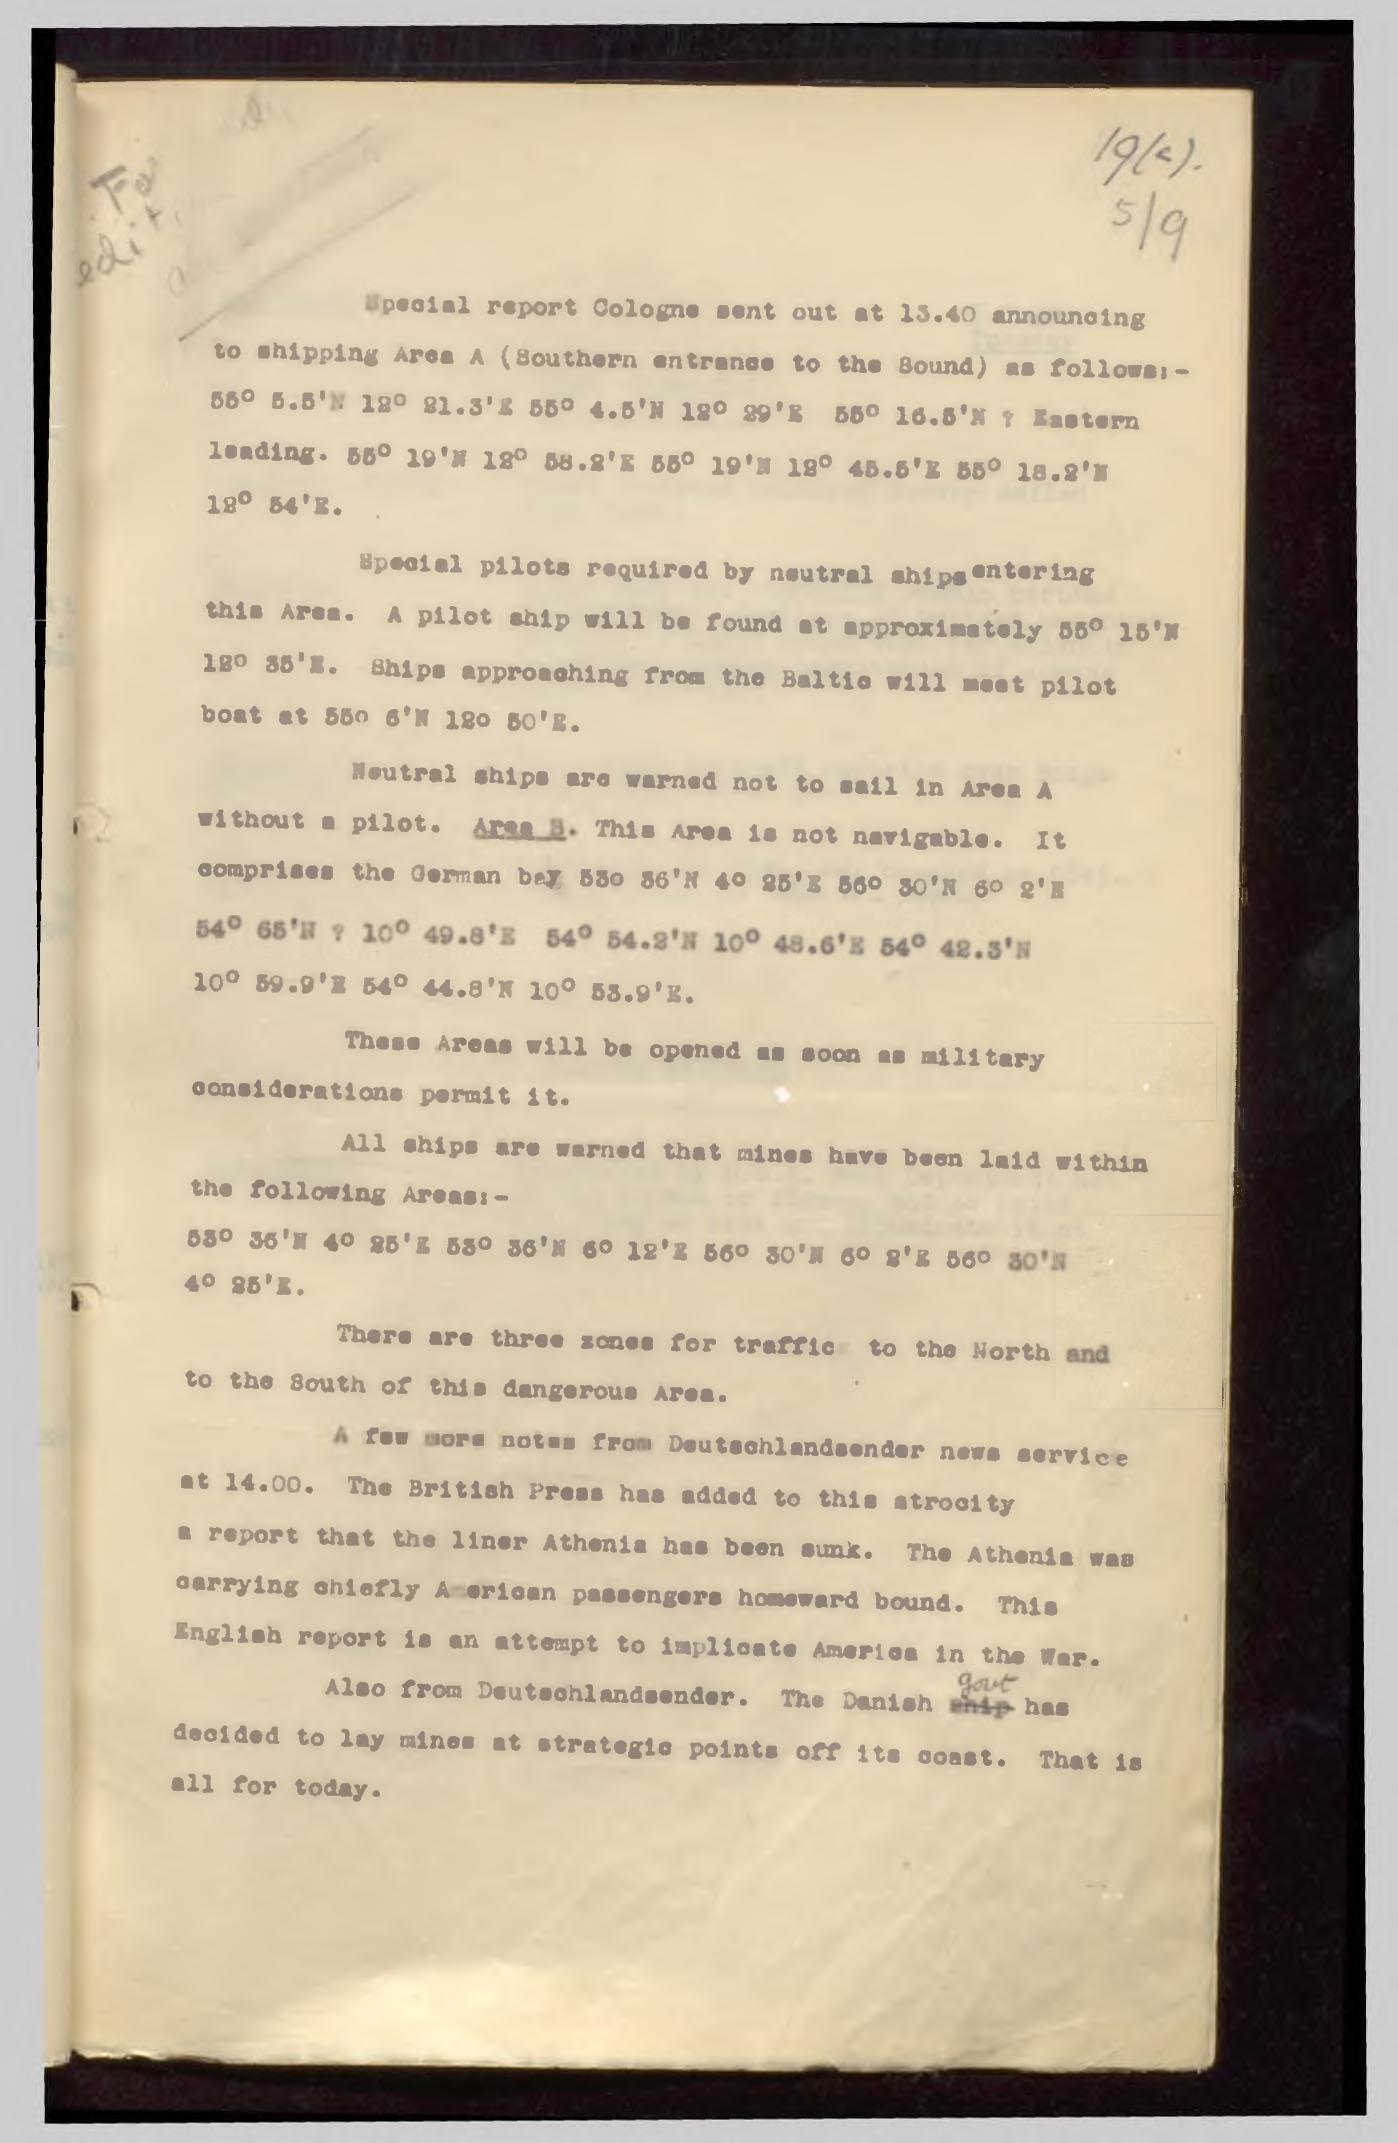 19(a).
5/9
edit
Special report Cologne sent out at 13.40 announcing
to shipping Area A (Southern entrance to the Sound) as follows:-
55° 5.5'N 12° 21.3'E 55° 4.5'N 12° 29'E 55° 16.5'N ? Eastern
leading. 55° 19'N 12° 58.2'E 55° 19'N 12° 45.5'E 55° 18.2'N
12° 54'E.
Special pilots required by neutral ships entering
this Area. A pilot ship will be found at approximately 55° 15'N
12° 35'E. Ships approaching from the Baltic will meet pilot
boat at 55o 6'N 12o 50'E.
Neutral ships are warned not to sail in Area A
without a pilot. Area B. This Area is not navigable. It
comprises the German bay 53o 36'N 4o 25'E 56o 30'N 6o 2'E
54° 65'N ? 10° 49.8'E 54° 54.2'N 10° 48.6'E 54° 42.3'N
10° 59.9'E 54° 44.8'N 10° 53.9'E.
These Areas will be opened as soon as military
considerations permit it.
All ships are warned that mines have been laid within
the following Areas:-
53o 36'N 4o 25'E 53o 36'N 6o 12'E 56o 30'N 6o 2'E 56o 30'N
4o 25'E.
There are three zones for traffic to the North and
to the South of this dangerous Area.
A few more notes from Deutschlandsender news service
at 14.00. The British Press has added to this atrocity
a report that the liner Athenia has been sunk. The Athenia was
carrying chiefly A erican passengers homeward bound. This
English report is an attempt to implicate America in the War.
govt
Also from Deutschlandsender. The Danish ship has
decided to lay mines at strategic points off its coast. That is
all for today.